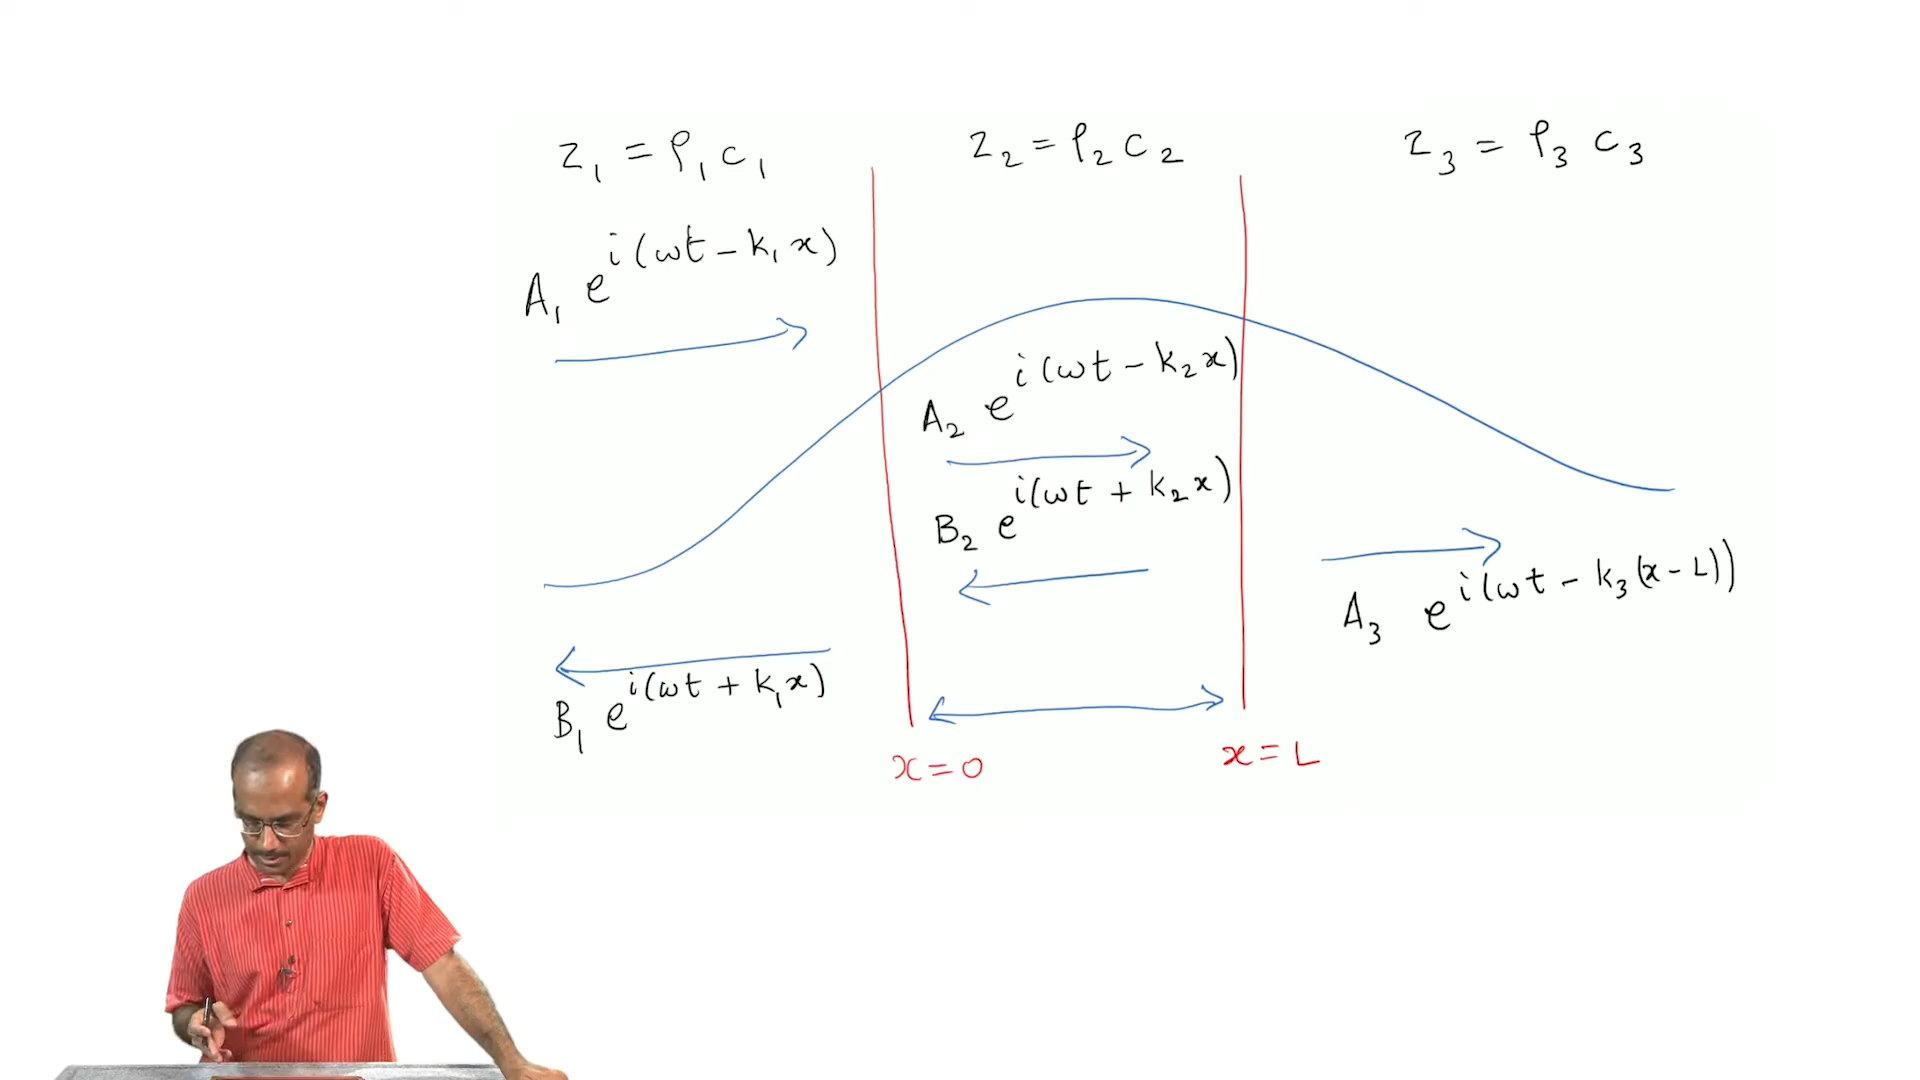 Z₁ = ρ₁ c₁
Z₂ = ρ₂ c₂
Z₃ = ρ₃ c₃
A₁ e^{i(ωt - k₁x)}
A₂ e^{i(ωt - k₂x)}
B₂ e^{i(ωt + k₂x)}
A₃ e^{i(ωt - k₃(x - L))}
B₁ e^{i(ωt + k₁x)}
x = 0
x = L